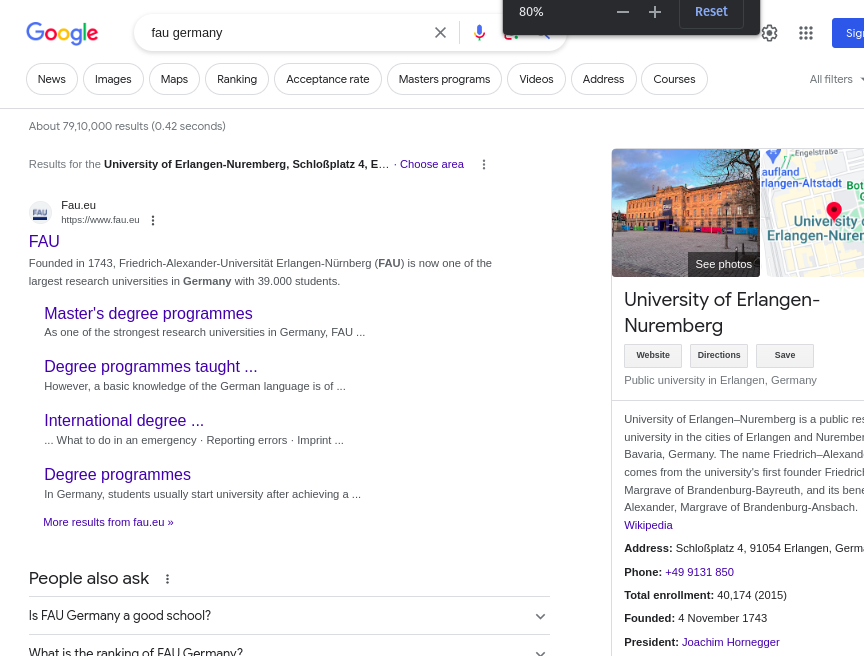 80%
Reset
Google
fau germany
Sig
News
Images
Maps
Ranking
Acceptance rate
Masters programs
Videos
Address
Courses
All filters
About 79,10,000 results (0.42 seconds)
Results for the University of Erlangen-Nuremberg, Schloßplatz 4, E… · Choose area
FAU
Fau.eu
https://www.fau.eu
FAU
Founded in 1743, Friedrich-Alexander-Universität Erlangen-Nürnberg (FAU) is now one of the
largest research universities in Germany with 39.000 students.
Master's degree programmes
As one of the strongest research universities in Germany, FAU ...
Degree programmes taught ...
However, a basic knowledge of the German language is of ...
International degree ...
... What to do in an emergency · Reporting errors · Imprint ...
Degree programmes
In Germany, students usually start university after achieving a ...
More results from fau.eu »
People also ask
Is FAU Germany a good school?
What is the ranking of FAU Germany?
See photos
Engelstraße
aufland
rlangen-Altstadt
Bot
G
University o
Erlangen-Nurem
University of Erlangen-
Nuremberg
Website
Directions
Save
Public university in Erlangen, Germany
University of Erlangen–Nuremberg is a public res
university in the cities of Erlangen and Nurember
Bavaria, Germany. The name Friedrich–Alexand
comes from the university's first founder Friedric
Margrave of Brandenburg-Bayreuth, and its bene
Alexander, Margrave of Brandenburg-Ansbach.
Wikipedia
Address: Schloßplatz 4, 91054 Erlangen, Germ
Phone: +49 9131 850
Total enrollment: 40,174 (2015)
Founded: 4 November 1743
President: Joachim Hornegger